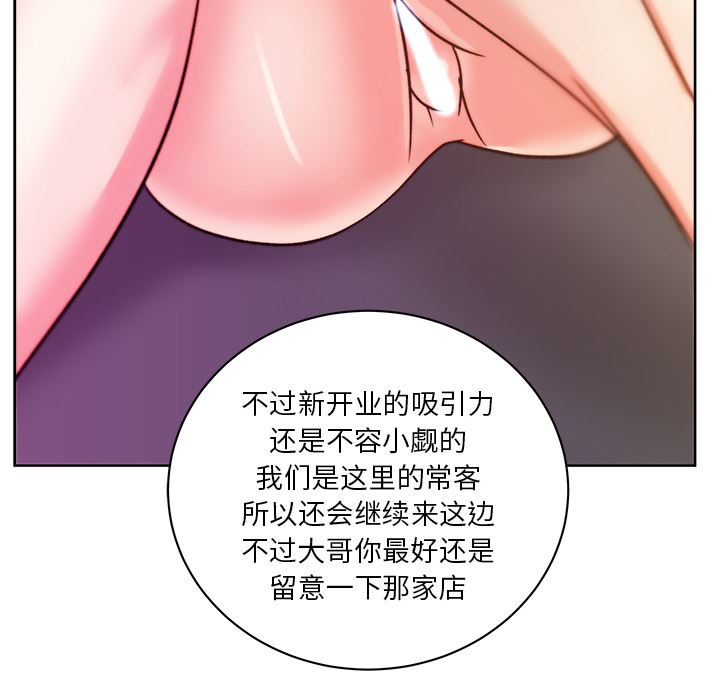 不过新开业的吸引力
还是不容小觑的
我们是这里的常客
所以还会继续来这边
不过大哥你最好还是
留意一下那家店